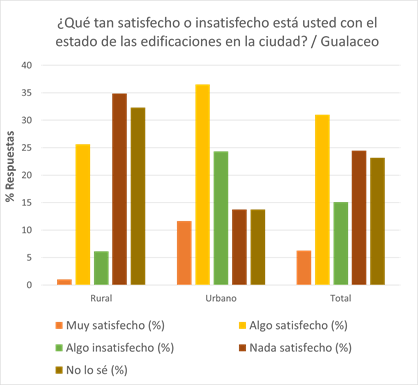 ¿Qué tan satisfecho o insatisfecho está usted con el
estado de las edificaciones en la ciudad? / Gualaceo
% Respuestas
40
35
30
25
20
15
10
5
0
Rural Urbano Total
Muy satisfecho (%) Algo satisfecho (%)
Algo insatisfecho (%) Nada satisfecho (%)
No lo sé (%)